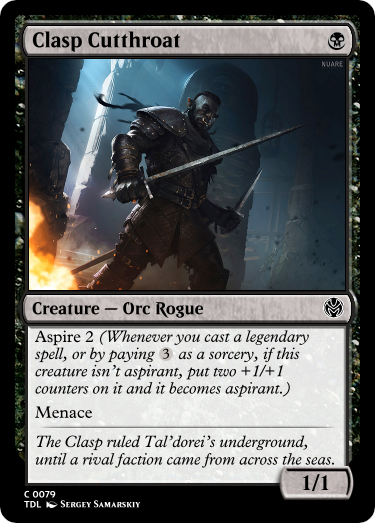 Clasp Cutthroat
NUARE
Creature — Orc Rogue
Aspire 2 (Whenever you cast a legendary
spell, or by paying 3 as a sorcery, if this
creature isn't aspirant, put two +1/+1
counters on it and it becomes aspirant.)
Menace
The Clasp ruled Tal'dorei's underground,
until a rival faction came from across the seas.
1/1
C 0079
TDL Sergey Samarskiy